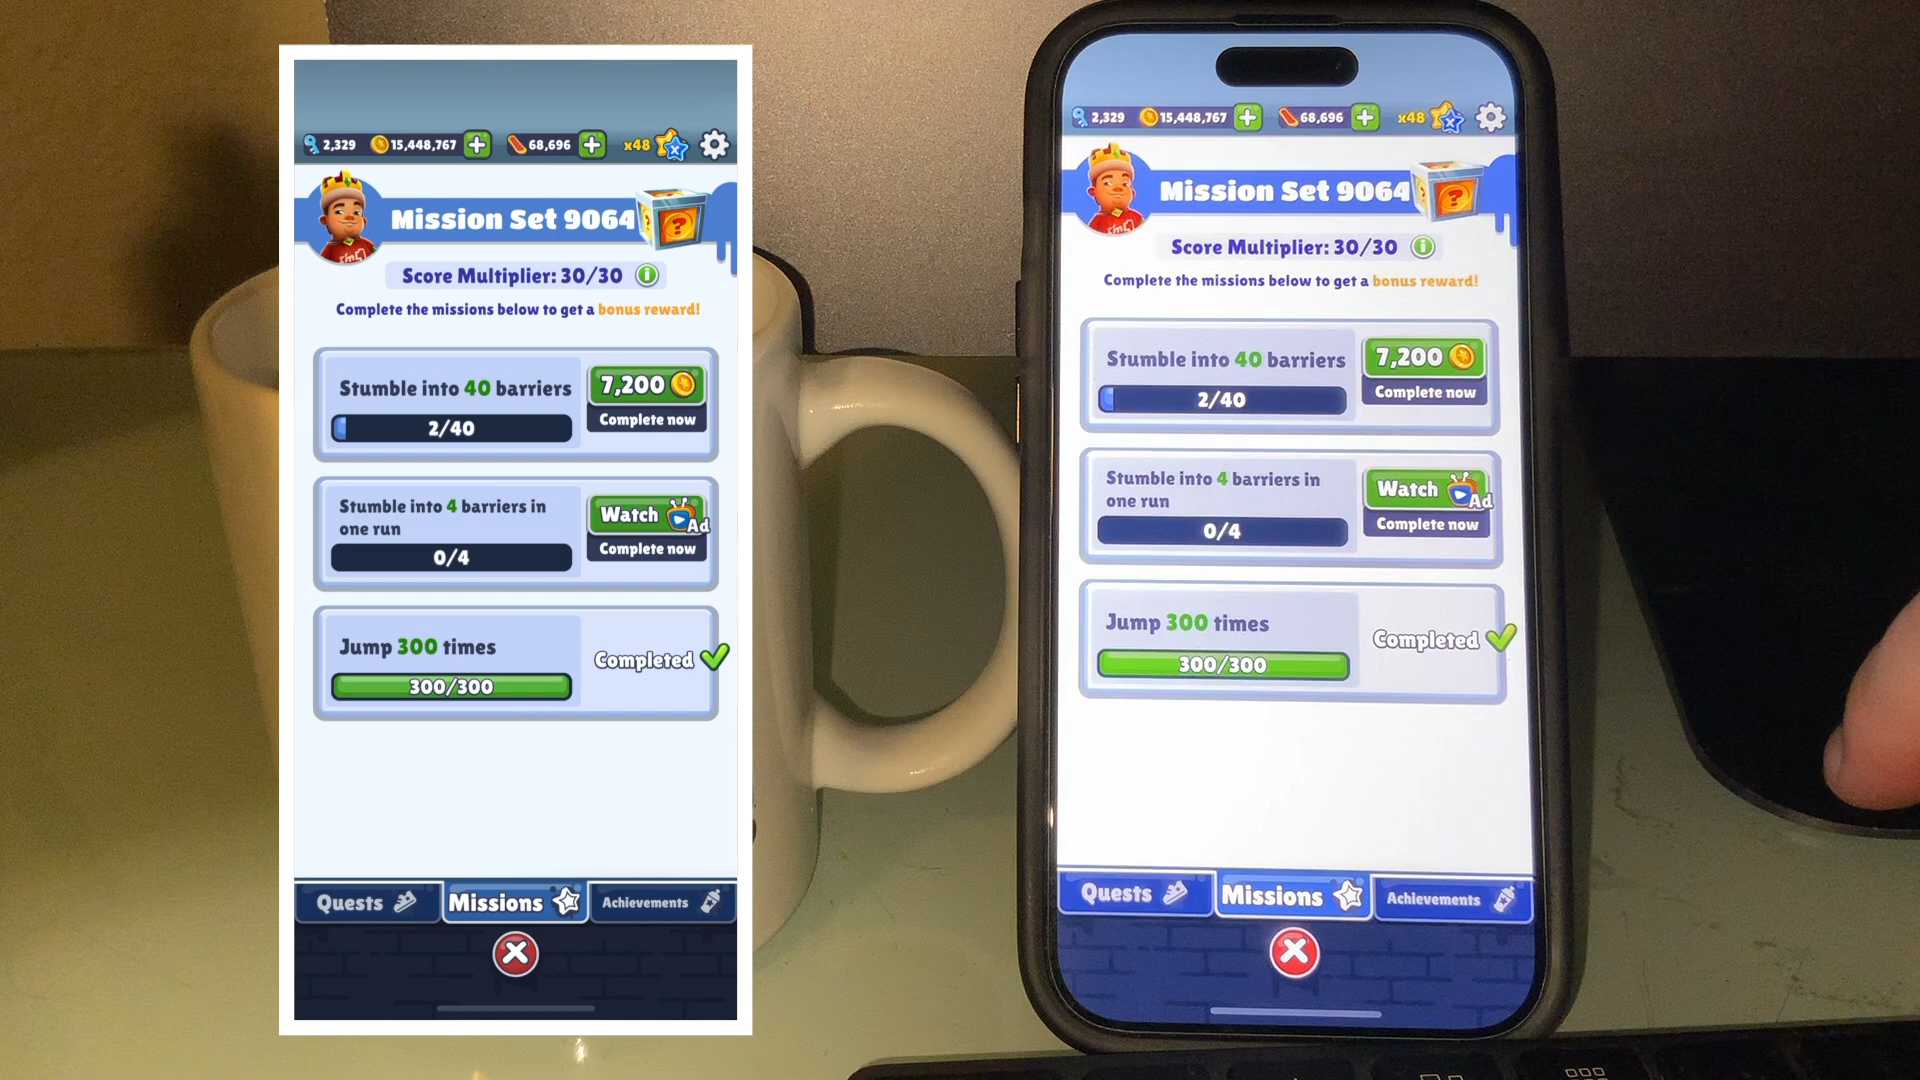 2,329 15,448,767 68,696 x48
Mission Set 9064
Score Multiplier: 30/30
Complete the missions below to get a bonus reward!
Stumble into 40 barriers
2/40
7,200
Complete now
Stumble into 4 barriers in
one run
0/4
Watch Ad
Complete now
Jump 300 times
300/300
Completed
Quests Missions Achievements
2,329 15,448,767 68,696 x48
Mission Set 9064
Score Multiplier: 30/30
Complete the missions below to get a bonus reward!
Stumble into 40 barriers
2/40
7,200
Complete now
Stumble into 4 barriers in
one run
0/4
Watch Ad
Complete now
Jump 300 times
300/300
Completed
Quests Missions Achievements